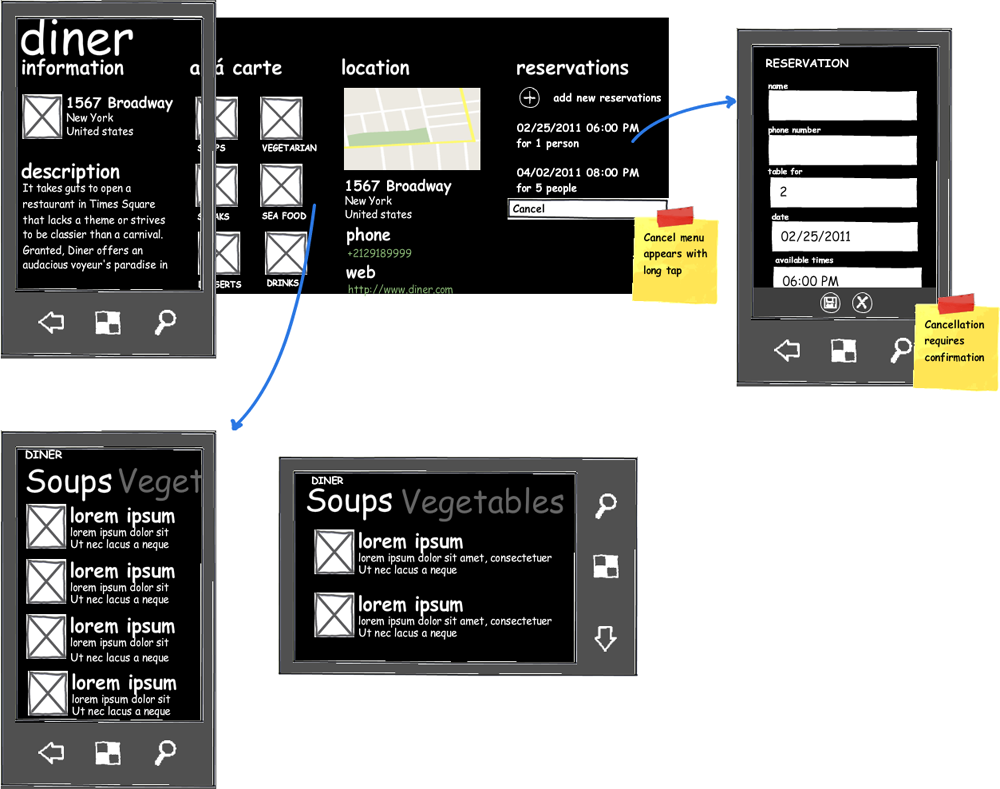 diner
information
1567 Broadway
New York
United states
description
It takes guts to open a
restaurant in Times Square
that lacks a theme or strives
to be classier than a carnival.
Granted, Diner offers an
audacious voyeur's paradise in
carte
VEGETARIAN
SEA FOOD
DRINKS
location
1567 Broadway
New York
United states
phone
+2129189999
web
http://www.diner.com
reservations
add new reservations
02/25/2011 06:00 PM
for 1 person
04/02/2011 08:00 PM
for 5 people
Cancel
Cancel menu
appears with
long tap
RESERVATION
name
phone number
table for
2
date
02/25/2011
available times
06:00 PM
Cancellation
requires
confirmation
DINER
Soups Veget
lorem ipsum
lorem ipsum dolor sit
Ut nec lacus a neque
lorem ipsum
lorem ipsum dolor sit
Ut nec lacus a neque
lorem ipsum
lorem ipsum dolor sit
Ut nec lacus a neque
lorem ipsum
lorem ipsum dolor sit
Ut nec lacus a neque
DINER
Soups Vegetables
lorem ipsum
lorem ipsum dolor sit amet, consectetuer
Ut nec lacus a neque
lorem ipsum
lorem ipsum dolor sit amet, consectetuer
Ut nec lacus a neque